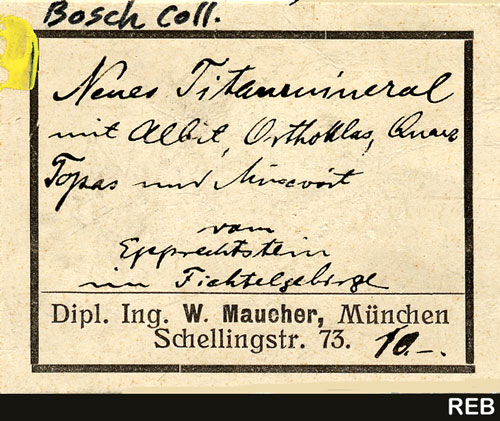 Bosch Coll.
Neues Titanmineral
mit Albit, Orthoklas, Quarz
Topas und
vom
Epprechtstein
im Fichtelgebirge
Dipl. Ing. W. Maucher, München
Schellingstr. 73. 10.-.
REB